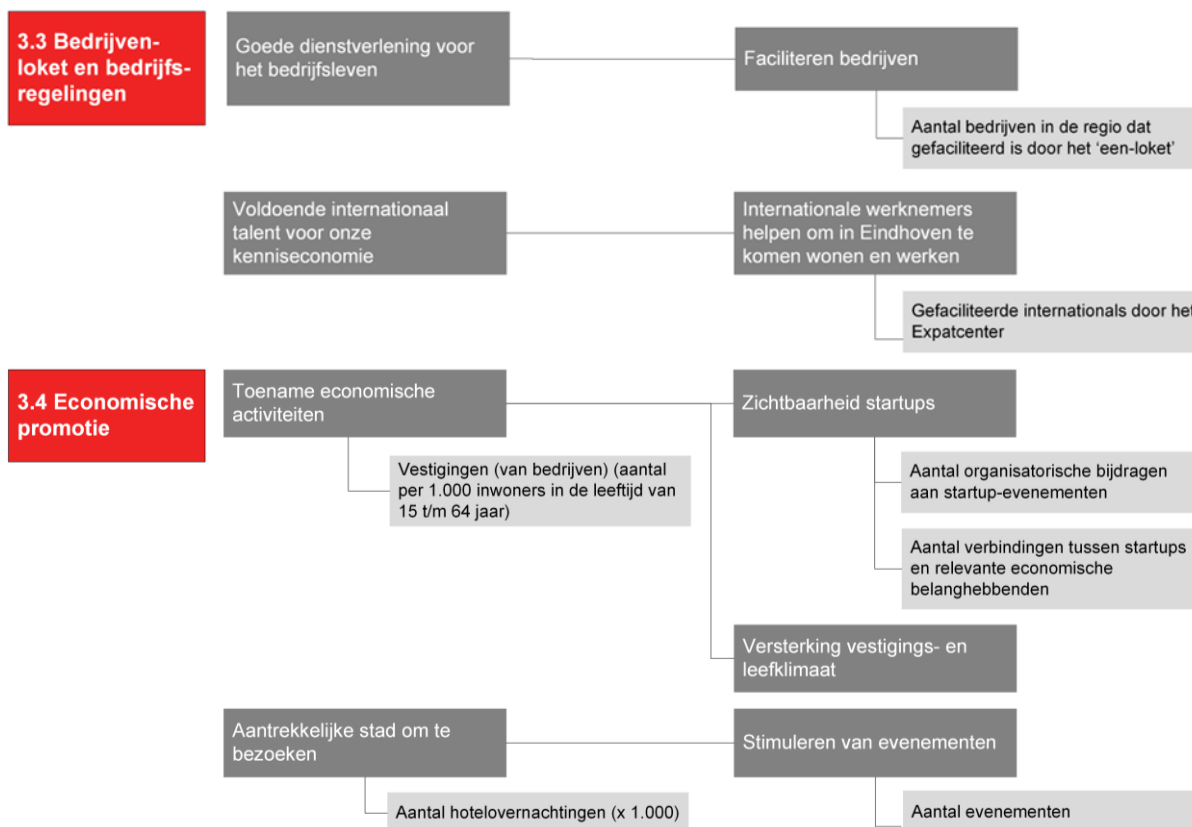 3.3 Bedrijven-
loket en bedrijfs-
regelingen
Goede dienstverlening voor
het bedrijfsleven
Faciliteren bedrijven
Aantal bedrijven in de regio dat
gefaciliteerd is door het ‘een-loket’
Voldoende internationaal
talent voor onze
kenniseconomie
Internationale werknemers
helpen om in Eindhoven te
komen wonen en werken
Gefaciliteerde internationals door het
Expatcenter
3.4 Economische
promotie
Toename economische
activiteiten
Vestigingen (van bedrijven) (aantal
per 1.000 inwoners in de leeftijd van
15 t/m 64 jaar)
Zichtbaarheid startups
Aantal organisatorische bijdragen
aan startup-evenementen
Aantal verbindingen tussen startups
en relevante economische
belanghebbenden
Versterking vestigings- en
leefklimaat
Aantrekkelijke stad om te
bezoeken
Aantal hotelovernachtingen (x 1.000)
Stimuleren van evenementen
Aantal evenementen